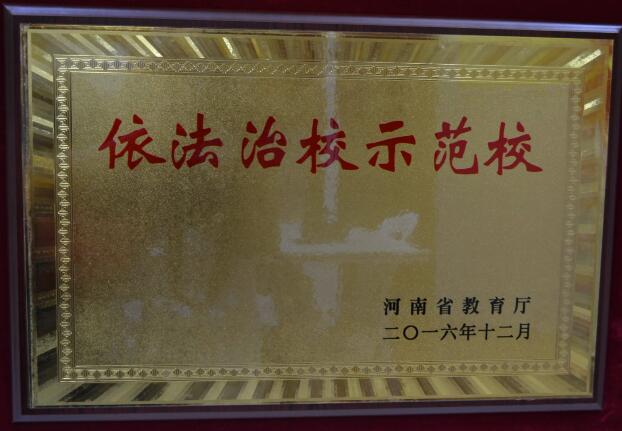 依法治校示范校
河南省教育厅
二〇一六年十二月